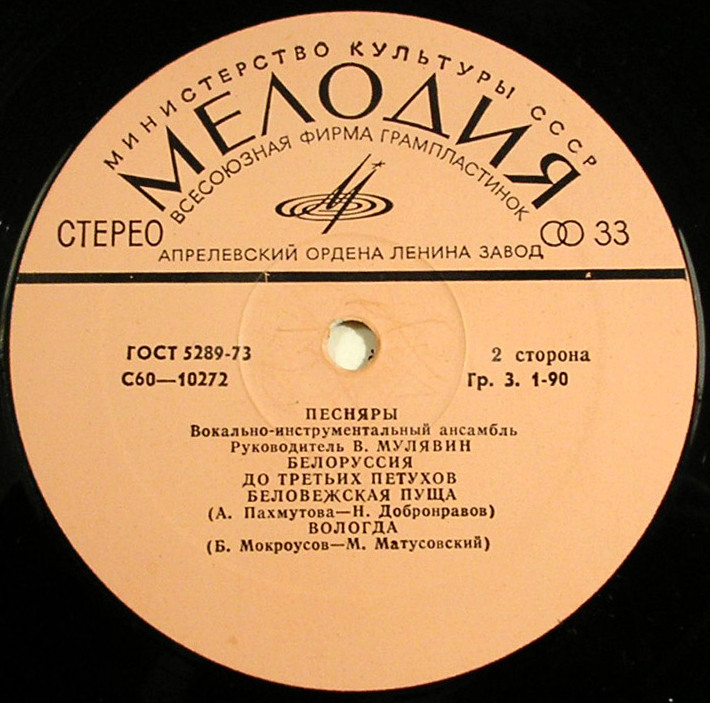 МИНИСТЕРСТВО КУЛЬТУРЫ СССР
МЕЛОДИЯ
ВСЕСОЮЗНАЯ ФИРМА ГРАМПЛАСТИНОК
СТЕРЕО
33
АПРЕЛЕВСКИЙ ОРДЕНА ЛЕНИНА ЗАВОД
ГОСТ 5289-73
2 сторона
С60—10272
Гр. 3. 1-90
ПЕСНЯРЫ
Вокально-инструментальный ансамбль
Руководитель В. МУЛЯВИН
БЕЛОРУССИЯ
ДО ТРЕТЬИХ ПЕТУХОВ
БЕЛОВЕЖСКАЯ ПУЩА
(А. Пахмутова—Н. Добронравов)
ВОЛОГДА
(Б. Мокроусов—М. Матусовский)